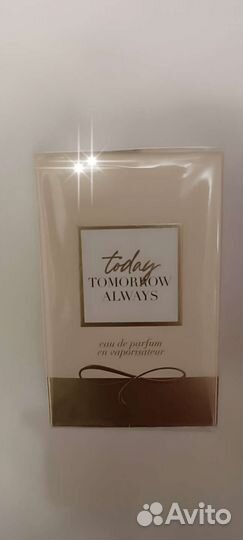 today
TOMORROW
ALWAYS
eau de parfum
en vaporisateur
Avito